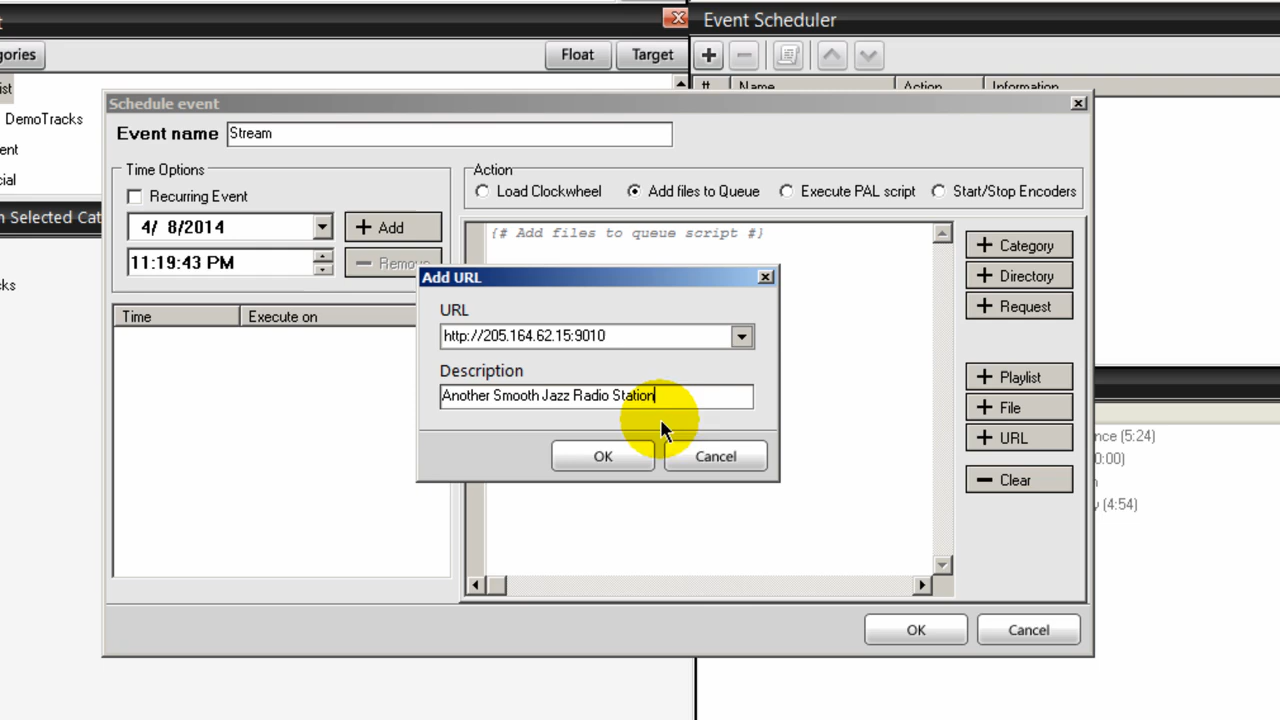 t
Event Scheduler
gories
Float
Target
#
Name
Action
Information
ist
DemoTracks
ent
ial
n Selected Cat
ks
Schedule event
Event name
Stream
Time Options
Recurring Event
4/ 8/2014
Add
11:19:43 PM
Remove
Time
Execute on
Action
Load Clockwheel
Add files to Queue
Execute PAL script
Start/Stop Encoders
{# Add files to queue script #}
Category
Directory
Request
Playlist
File
URL
Clear
Add URL
URL
http://205.164.62.15:9010
Description
Another Smooth Jazz Radio Station
OK
Cancel
nce (5:24)
0:00)
n
y (4:54)
OK
Cancel